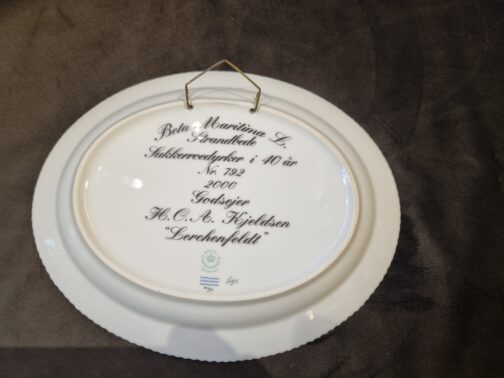 Beta Maritima L.
Strandbede
Sukkerroedyrker i 40 år
Nr. 792
2000
Godsejer
H.O.A. Kjeldsen
"Lerchenfeldt"